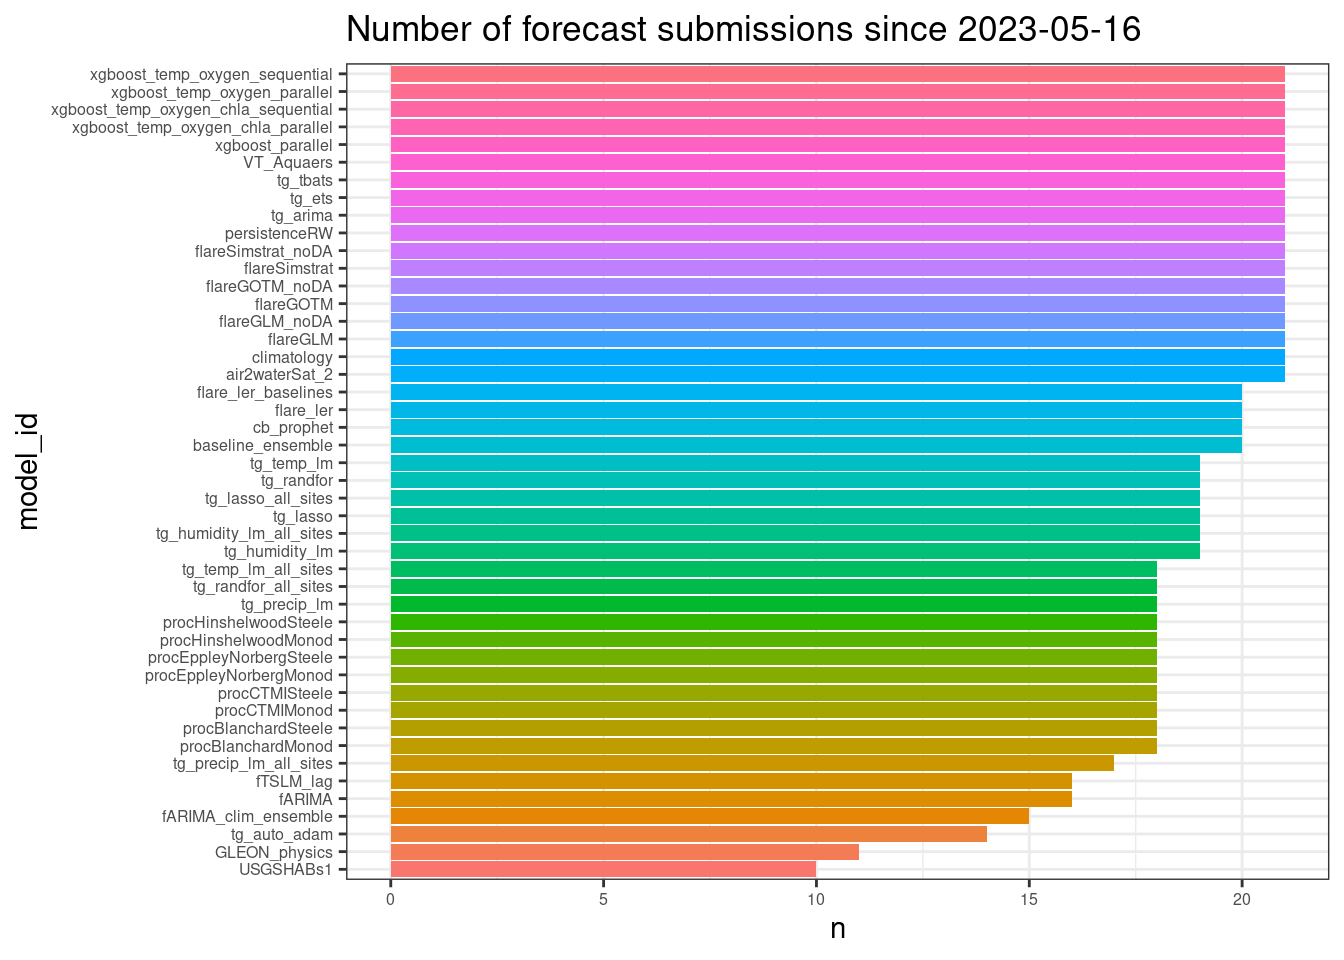 Number of forecast submissions since 2023-05-16
xgboost_temp_oxygen_sequential
xgboost_temp_oxygen_parallel
xgboost_temp_oxygen_chla_sequential
xgboost_temp_oxygen_chla_parallel
xgboost_parallel
VT_Aquaers
tg_tbats
tg_ets
tg_arima
persistenceRW
flareSimstrat_noDA
flareSimstrat
flareGOTM_noDA
flareGOTM
flareGLM_noDA
flareGLM
climatology
air2waterSat_2
flare_ler_baselines
flare_ler
cb_prophet
baseline_ensemble
tg_temp_lm
tg_randfor
tg_lasso_all_sites
tg_lasso
tg_humidity_lm_all_sites
tg_humidity_lm
tg_temp_lm_all_sites
tg_randfor_all_sites
tg_precip_lm
procHinshelwoodSteele
procHinshelwoodMonod
procEppleyNorbergSteele
procEppleyNorbergMonod
procCTMISteele
procCTMIMonod
procBlanchardSteele
procBlanchardMonod
tg_precip_lm_all_sites
fTSLM_lag
fARIMA
fARIMA_clim_ensemble
tg_auto_adam
GLEON_physics
USGSHABs1
model_id
0 5 10 15 20
n